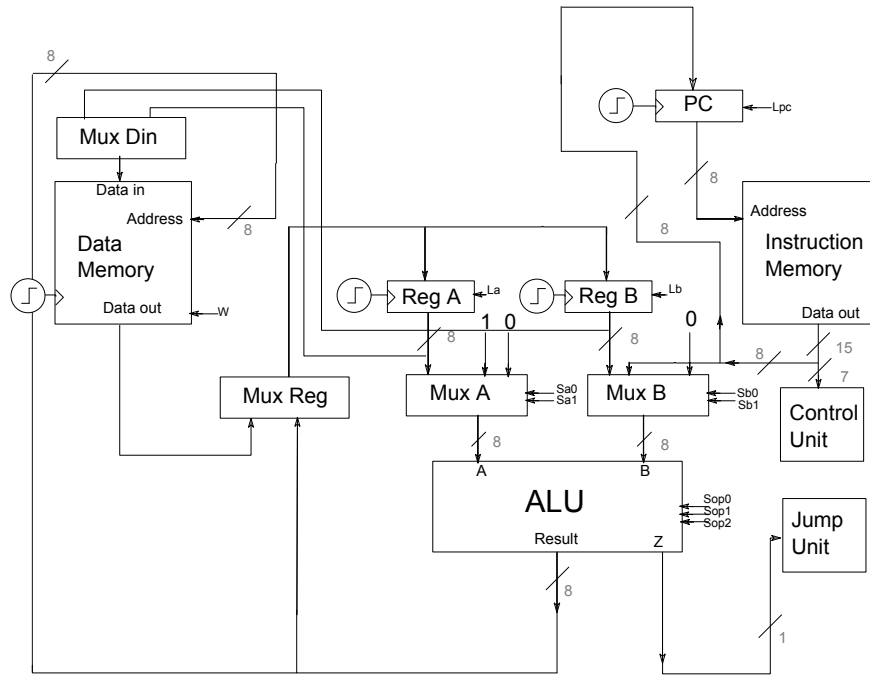 8
PC
Lpc
Mux Din
8
8
Data in
Address
8
Address
Data
Memory
Instruction
Memory
La
Lb
Reg A
Reg B
Data out
W
Data out
1 0
0
8
8
15
8
7
Mux Reg
Mux A
Sa0
Sa1
Mux B
Sb0
Sb1
Control
Unit
8
8
A
B
ALU
Sop0
Sop1
Sop2
Jump
Unit
Result
Z
8
1